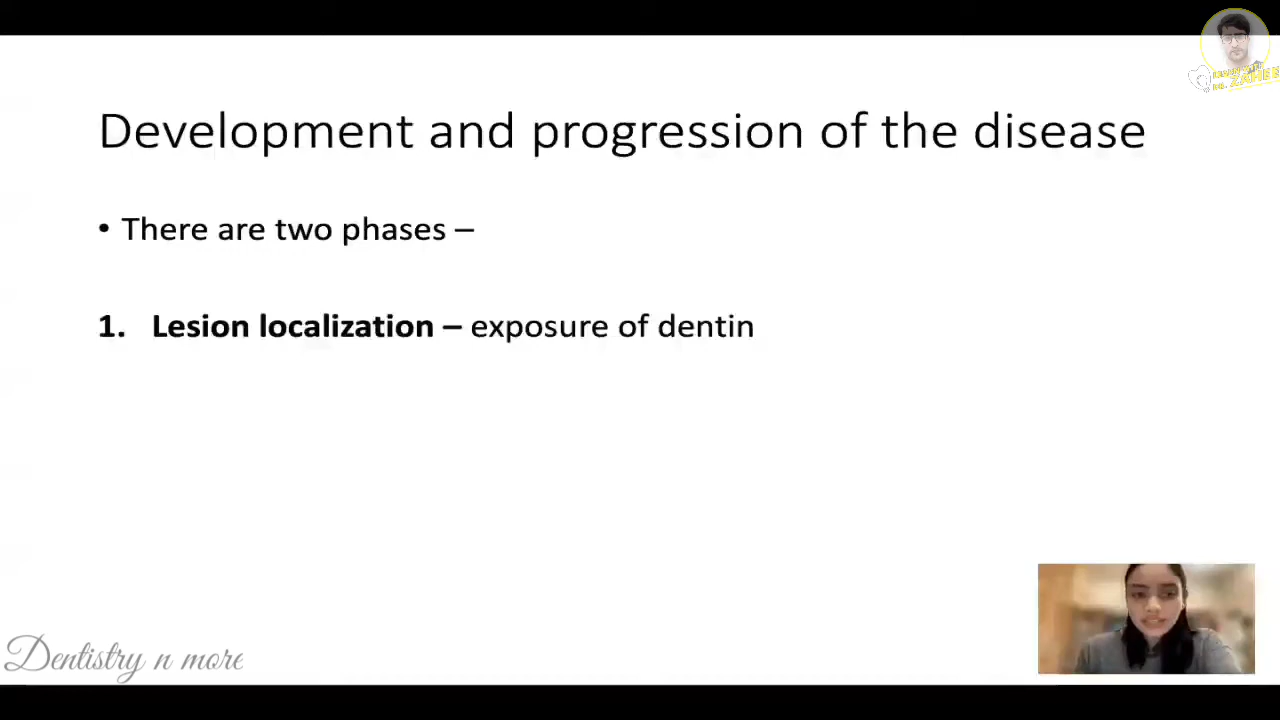 Development and progression of the disease
• There are two phases –
1. Lesion localization – exposure of dentin
Dentistry n more